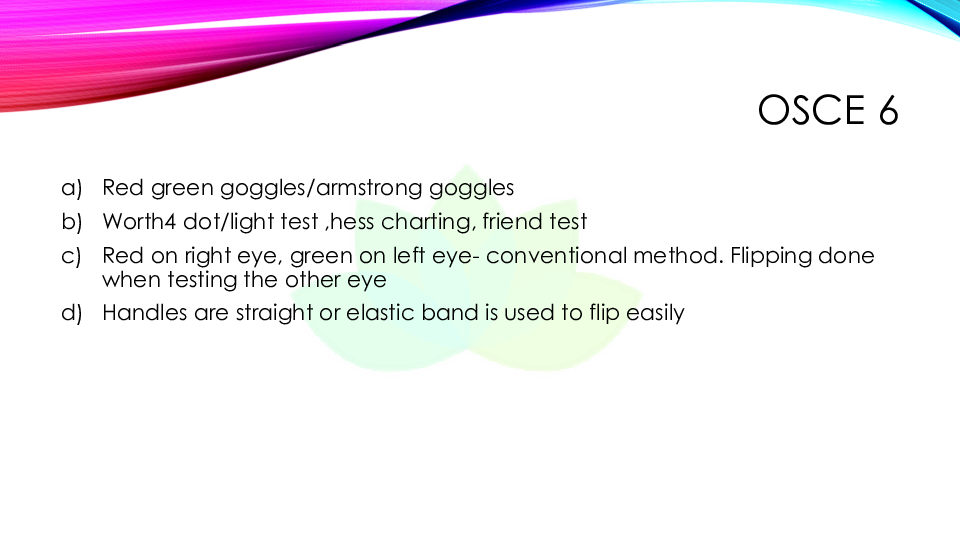 OSCE 6
a) Red green goggles/armstrong goggles
b) Worth4 dot/light test ,hess charting, friend test
c) Red on right eye, green on left eye- conventional method. Flipping done
when testing the other eye
d) Handles are straight or elastic band is used to flip easily